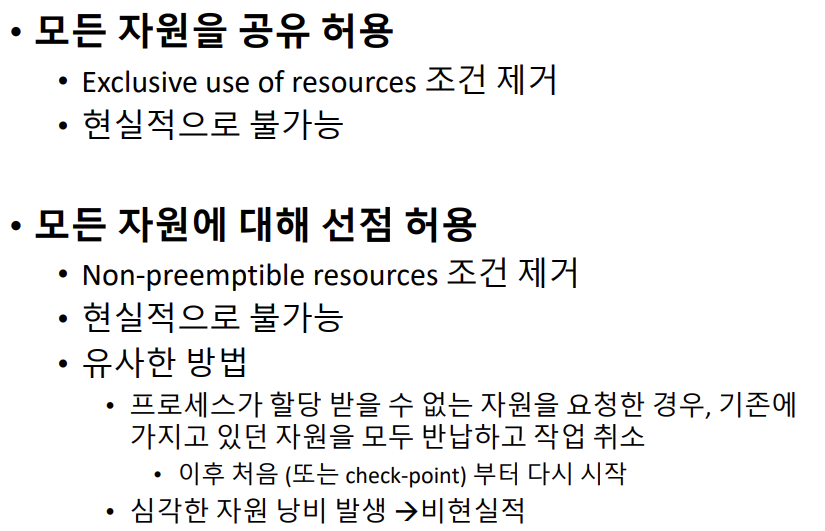 • 모든 자원을 공유 허용
• Exclusive use of resources 조건 제거
• 현실적으로 불가능
• 모든 자원에 대해 선점 허용
• Non-preemptible resources 조건 제거
• 현실적으로 불가능
• 유사한 방법
• 프로세스가 할당 받을 수 없는 자원을 요청한 경우, 기존에
가지고 있던 자원을 모두 반납하고 작업 취소
• 이후 처음 (또는 check-point) 부터 다시 시작
• 심각한 자원 낭비 발생 →비현실적